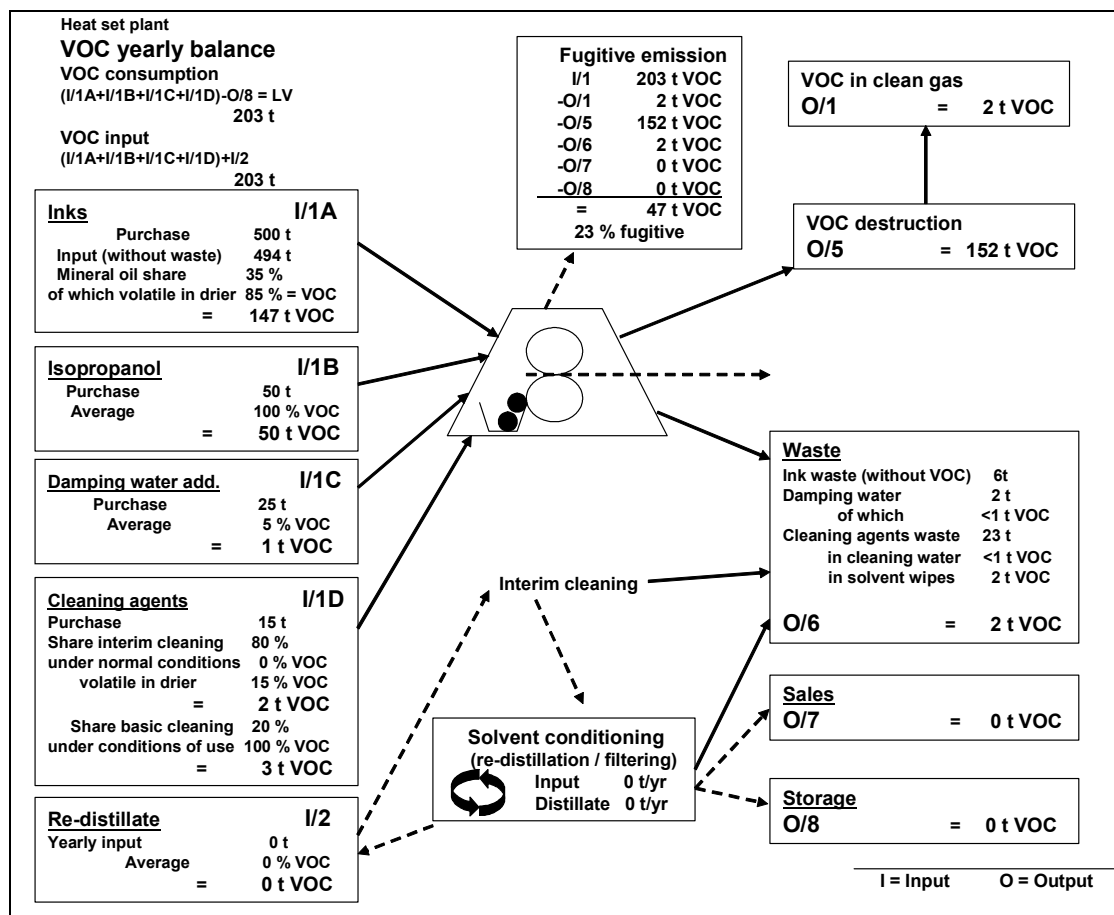 Heat set plant
VOC yearly balance
VOC consumption
(I/1A+I/1B+I/1C+I/1D)-O/8 = LV
203 t
VOC input
(I/1A+I/1B+I/1C+I/1D)+I/2
203 t
Inks I/1A
Purchase 500 t
Input (without waste) 494 t
Mineral oil share 35 %
of which volatile in drier 85 % = VOC
= 147 t VOC
Isopropanol I/1B
Purchase 50 t
Average 100 % VOC
= 50 t VOC
Damping water add. I/1C
Purchase 25 t
Average 5 % VOC
= 1 t VOC
Cleaning agents I/1D
Purchase 15 t
Share interim cleaning 80 %
under normal conditions 0 % VOC
volatile in drier 15 % VOC
= 2 t VOC
Share basic cleaning 20 %
under conditions of use 100 % VOC
= 3 t VOC
Re-distillate I/2
Yearly input 0 t
Average 0 % VOC
= 0 t VOC
Fugitive emission
I/1 203 t VOC
-O/1 2 t VOC
-O/5 152 t VOC
-O/6 2 t VOC
-O/7 0 t VOC
-O/8 0 t VOC
= 47 t VOC
23 % fugitive
VOC in clean gas
O/1 = 2 t VOC
VOC destruction
O/5 = 152 t VOC
Waste
Ink waste (without VOC) 6t
Damping water 2 t
of which <1 t VOC
Cleaning agents waste 23 t
in cleaning water <1 t VOC
in solvent wipes 2 t VOC
O/6 = 2 t VOC
Interim cleaning
Solvent conditioning
(re-distillation / filtering)
Input 0 t/yr
Distillate 0 t/yr
Sales
O/7 = 0 t VOC
Storage
O/8 = 0 t VOC
I = Input O = Output